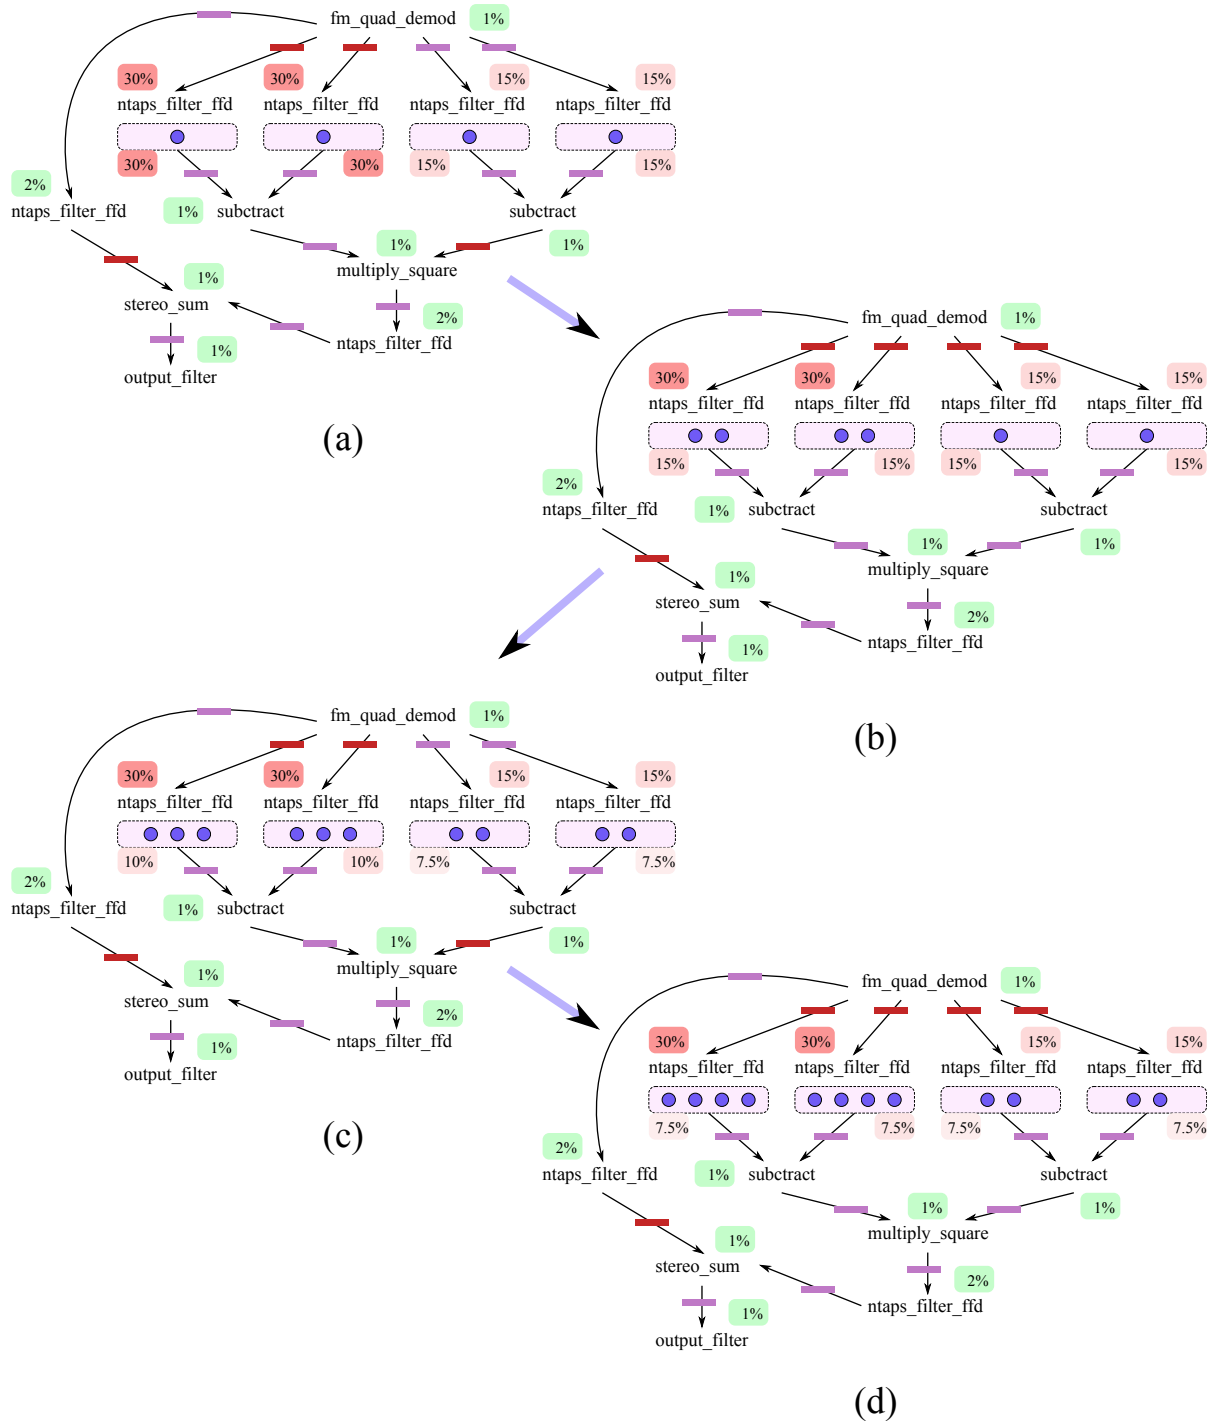 fm_quad_demod 1%
30% 30% 15% 15%
ntaps_filter_ffd ntaps_filter_ffd ntaps_filter_ffd ntaps_filter_ffd
30% 30% 15% 15%
2%
ntaps_filter_ffd 1% subctract subctract
1% 1%
multiply_square
1%
stereo_sum 2%
1% ntaps_filter_ffd
output_filter
(a)
fm_quad_demod 1%
30% 30% 15% 15%
ntaps_filter_ffd ntaps_filter_ffd ntaps_filter_ffd ntaps_filter_ffd
15% 15% 15% 15%
2%
ntaps_filter_ffd 1% subctract subctract
1% 1%
multiply_square
1%
stereo_sum 2%
1% ntaps_filter_ffd
output_filter
(b)
fm_quad_demod 1%
30% 30% 15% 15%
ntaps_filter_ffd ntaps_filter_ffd ntaps_filter_ffd ntaps_filter_ffd
10% 10% 7.5% 7.5%
2%
ntaps_filter_ffd 1% subctract subctract
1% 1%
multiply_square
1%
stereo_sum 2%
1% ntaps_filter_ffd
output_filter
(c)
fm_quad_demod 1%
30% 30% 15% 15%
ntaps_filter_ffd ntaps_filter_ffd ntaps_filter_ffd ntaps_filter_ffd
7.5% 7.5% 7.5% 7.5%
2%
ntaps_filter_ffd 1% subctract subctract
1% 1%
multiply_square
1%
stereo_sum 2%
1% ntaps_filter_ffd
output_filter
(d)